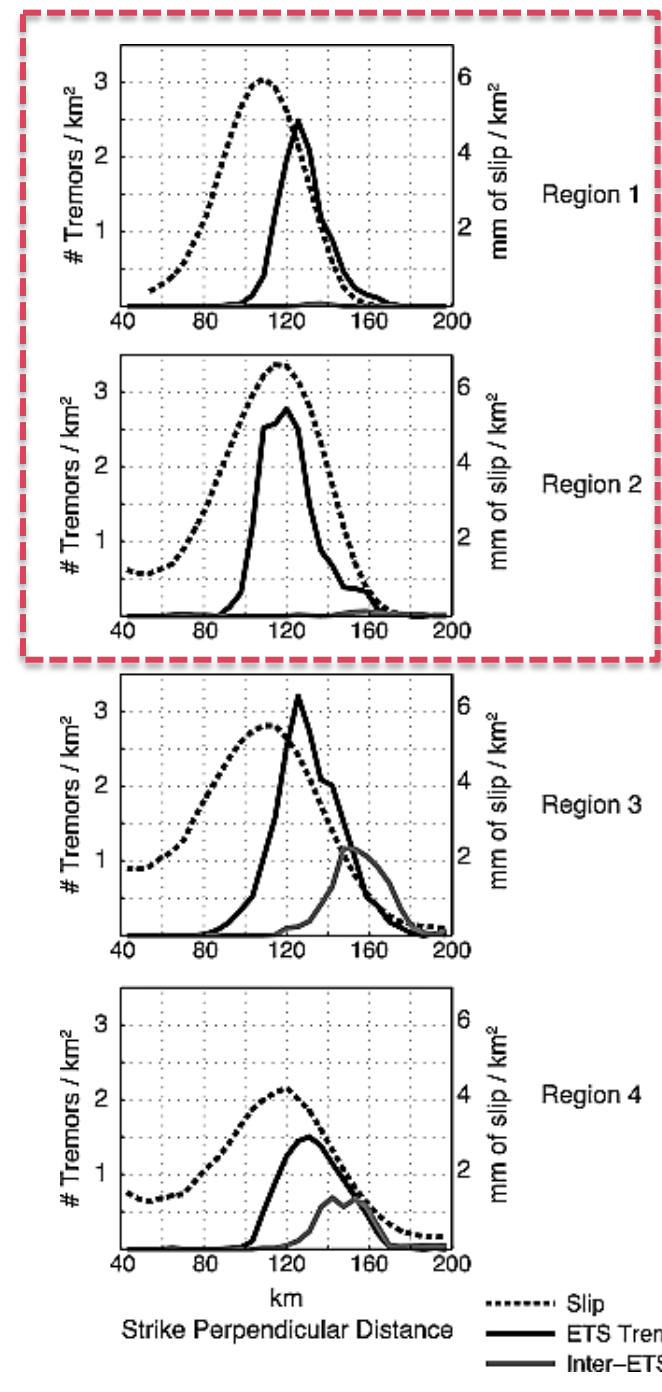 # Tremors / km²
3
2
1
6
4
2
mm of slip / km²
Region 1
40 80 120 160 200
# Tremors / km²
3
2
1
6
4
2
mm of slip / km²
Region 2
40 80 120 160 200
# Tremors / km²
3
2
1
6
4
2
mm of slip / km²
Region 3
40 80 120 160 200
# Tremors / km²
3
2
1
6
4
2
mm of slip / km²
Region 4
40 80 120 160 200
km
Strike Perpendicular Distance
Slip
ETS Trem
Inter–ETS